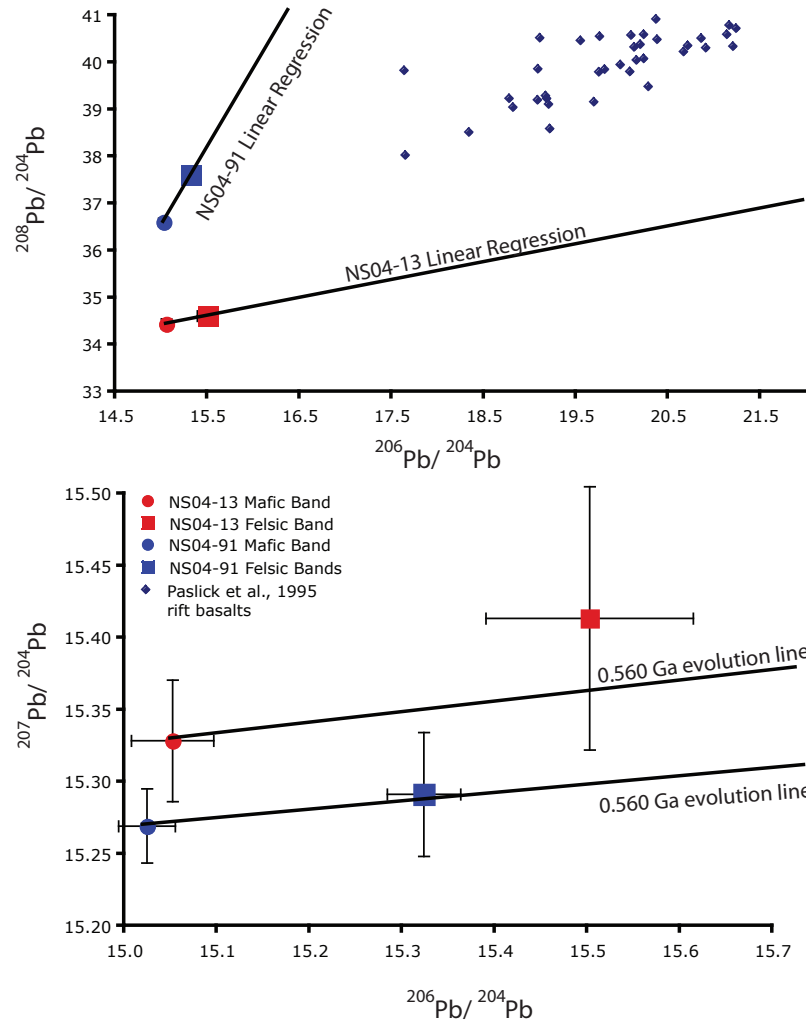 41
40
39
38
37
36
35
34
33
208Pb/ 204Pb
NS04-91 Linear Regression
NS04-13 Linear Regression
14.5 15.5 16.5 17.5 18.5 19.5 20.5 21.5
206Pb/ 204Pb
15.50
15.45
15.40
15.35
15.30
15.25
15.20
207Pb/ 204Pb
NS04-13 Mafic Band
NS04-13 Felsic Band
NS04-91 Mafic Band
NS04-91 Felsic Bands
Paslick et al., 1995
rift basalts
0.560 Ga evolution line
0.560 Ga evolution line
15.0 15.1 15.2 15.3 15.4 15.5 15.6 15.7
206Pb/ 204Pb